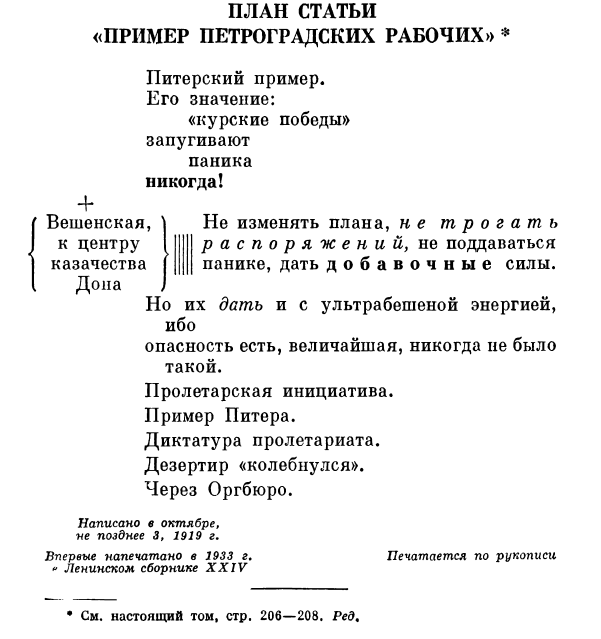 ПЛАН СТАТЬИ
«ПРИМЕР ПЕТРОГРАДСКИХ РАБОЧИХ» *
Питерский пример.
Его значение:
«курские победы»
запугивают
паника
никогда!
+
Вешенская,
к центру
казачества
Дона
Не изменять плана, не трогать
распоряжений, не поддаваться
панике, дать добавочные силы.
Но их дать и с ультрабешеной энергией,
ибо
опасность есть, величайшая, никогда не было
такой.
Пролетарская инициатива.
Пример Питера.
Диктатура пролетариата.
Дезертир «колебнулся».
Через Оргбюро.
Написано в октябре,
не позднее 3, 1919 г.
Впервые напечатано в 1933 г.
в Ленинском сборнике XXIV
Печатается по рукописи
* См. настоящий том, стр. 206—208. Ред.